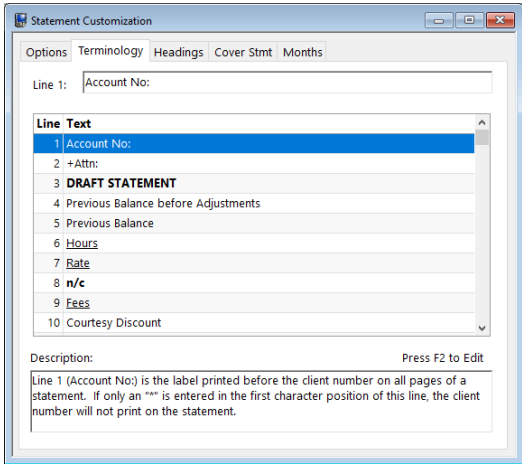 Statement Customization
Options Terminology Headings Cover Stmt Months
Line 1: Account No:
Line Text
1 Account No:
2 +Attn:
3 DRAFT STATEMENT
4 Previous Balance before Adjustments
5 Previous Balance
6 Hours
7 Rate
8 n/c
9 Fees
10 Courtesy Discount
Description: Press F2 to Edit
Line 1 (Account No:) is the label printed before the client number on all pages of a
statement. If only an "*" is entered in the first character position of this line, the client
number will not print on the statement.